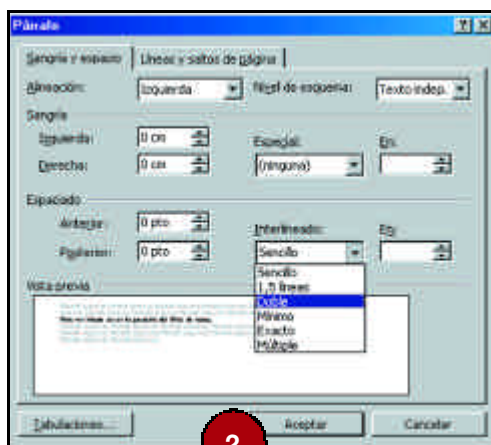 Párrafo
Sangría y espacio Líneas y saltos de página
Alineación: Izquierda Nivel de esquema: Texto indep.
Sangría
Izquierda: 0 cm Especial: En:
Derecha: 0 cm (ninguna)
Espaciado
Anterior: 0 pto Interlineado: En:
Posterior: 0 pto Sencillo
Sencillo
1,5 líneas
Doble
Mínimo
Exacto
Múltiple
Vista previa
Tabulaciones... Aceptar Cancelar
2